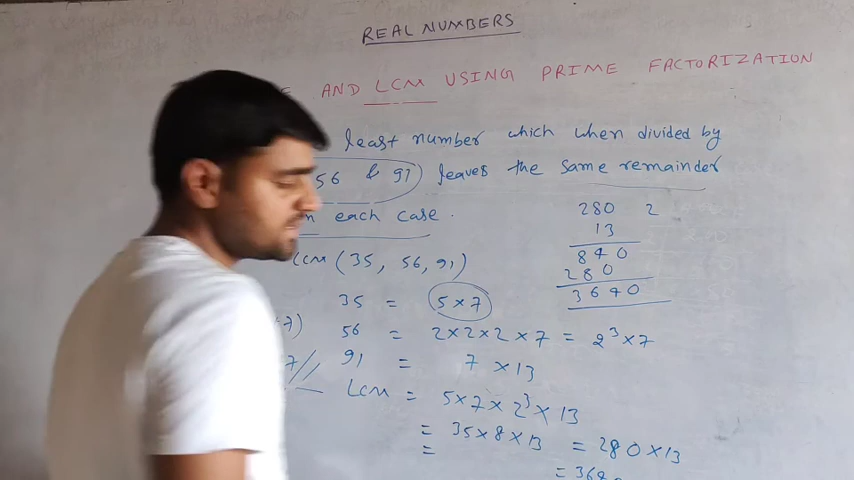 REAL NUMBERS
AND LCM USING PRIME FACTORIZATION
least number which when divided by
56 & 91) leaves the same remainder
in each case.
280 2
13
840
280
3640
LCM (35, 56, 91)
35 = 5×7
56 = 2×2×2×7 = 2³×7
91 = 7×13
LCM = 5×7×2³×13
= 35×8×13 = 280×13
=